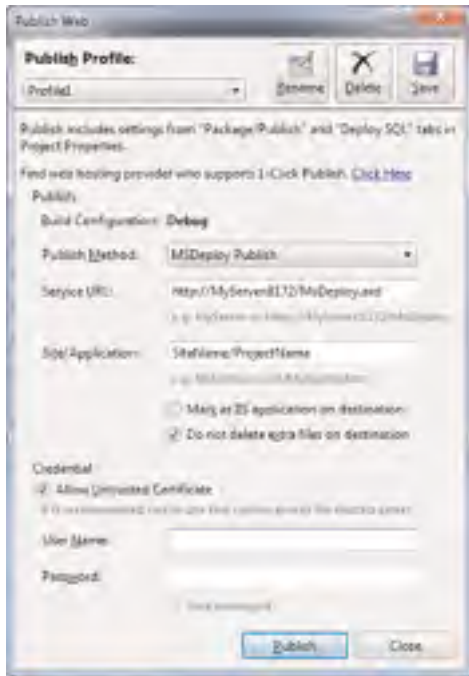 Publish Web
Publish Profile:
Profile1
Rename
Delete
Save
Publish includes settings from "Package/Publish" and "Deploy SQL" tabs in
Project Properties.
Find web hosting provider who supports 1-Click Publish. Click Here
Publish
Build Configuration: Debug
Publish Method:
MSDeploy Publish
Service URL:
http://MyServer8172/MsDeploy.axd
Site/Application:
SiteName/ProjectName
Mark as IIS application on destination
Do not delete extra files on destination
Credential
Allow Untrusted Certificate
User Name:
Password:
Save password
Publish
Close